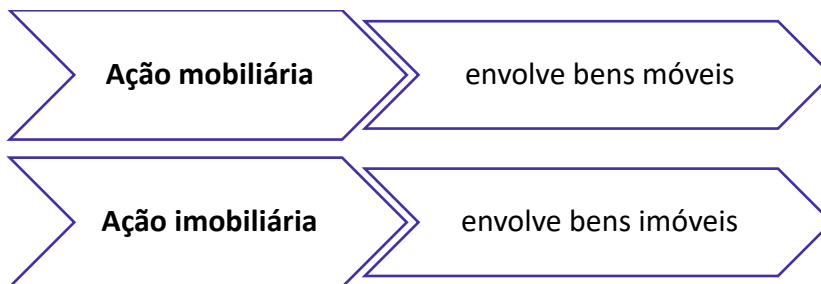 Ação mobiliária
envolve bens móveis
Ação imobiliária
envolve bens imóveis